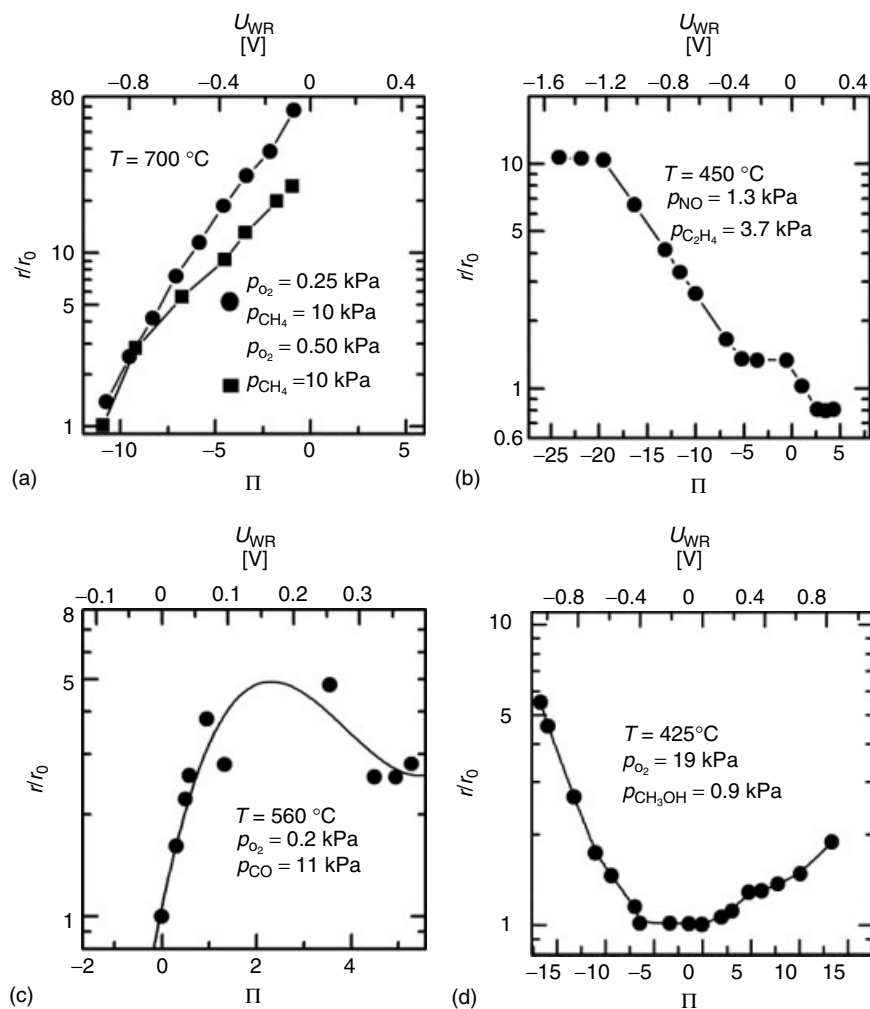 U_WR
[V]
−0.8 −0.4 0 0.4
80
10
5
1
r/r₀
T = 700 °C
p_O₂ = 0.25 kPa
p_CH₄ = 10 kPa
p_O₂ = 0.50 kPa
p_CH₄ =10 kPa
−10 −5 0 5
(a)
Π
U_WR
[V]
−1.6 −1.2 −0.8 −0.4 0 0.4
10
5
1
0.6
r/r₀
T = 450 °C
p_NO = 1.3 kPa
p_C₂H₄ = 3.7 kPa
−25 −20 −15 −10 −5 0 5
(b)
Π
U_WR
[V]
−0.1 0 0.1 0.2 0.3
8
5
1
r/r₀
T = 560 °C
p_O₂ = 0.2 kPa
p_CO = 11 kPa
−2 0 2 4
(c)
Π
U_WR
[V]
−0.8 −0.4 0 0.4 0.8
10
5
1
r/r₀
T = 425°C
p_O₂ = 19 kPa
p_CH₃OH = 0.9 kPa
−15 −10 −5 0 5 10 15
(d)
Π